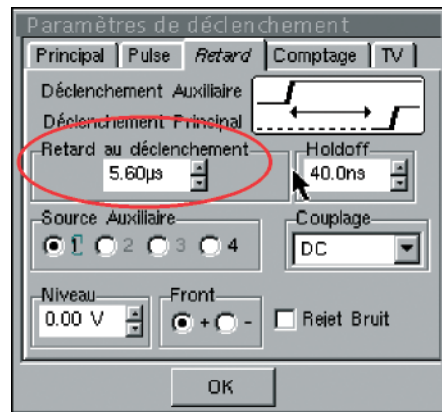 Paramètres de déclenchement
Principal Pulse Retard Comptage TV
Déclenchement Auxiliaire
Déclenchement Principal
Retard au déclenchement Holdoff
5.60µs 40.0ns
Source Auxiliaire Couplage
1 2 3 4 DC
Niveau Front
0.00 V + - Rejet Bruit
OK